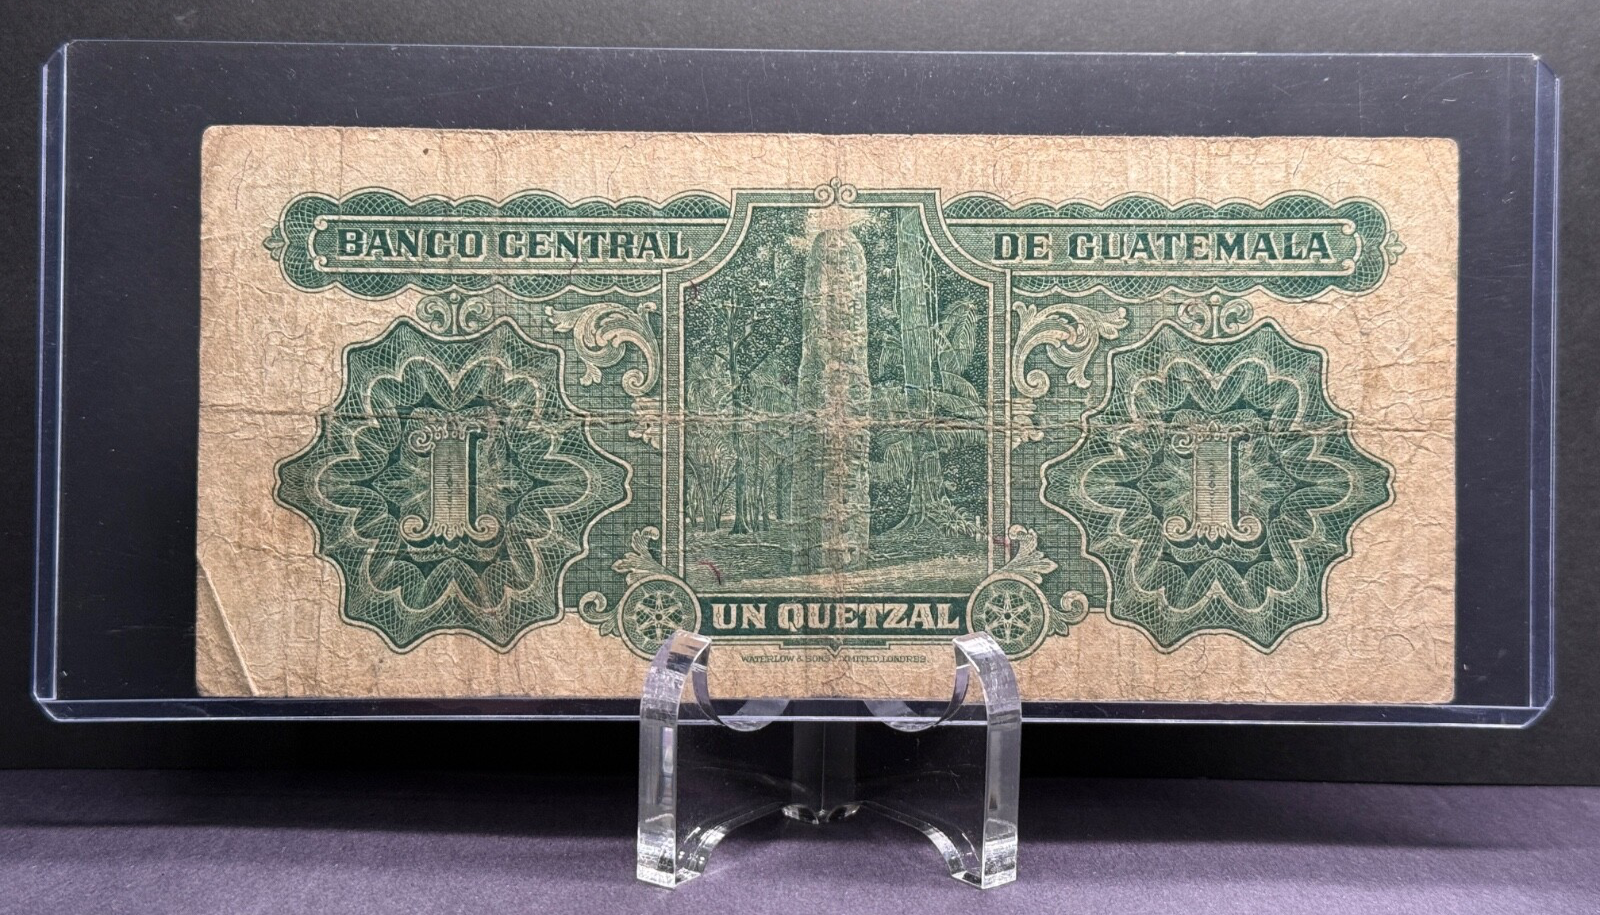 BANCO CENTRAL DE GUATEMALA
1 1
UN QUETZAL
WATERLOW & SONS LIMITED, LONDRES.